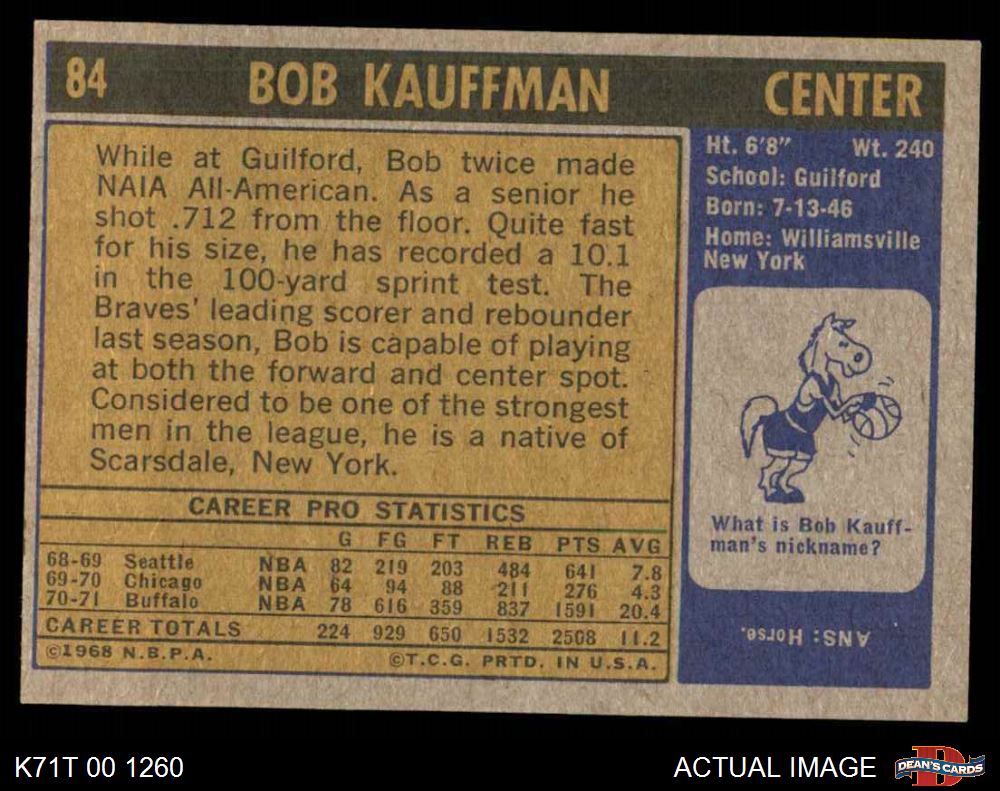 84 BOB KAUFFMAN CENTER
While at Guilford, Bob twice made
NAIA All-American. As a senior he
shot .712 from the floor. Quite fast
for his size, he has recorded a 10.1
in the 100-yard sprint test. The
Braves' leading scorer and rebounder
last season, Bob is capable of playing
at both the forward and center spot.
Considered to be one of the strongest
men in the league, he is a native of
Scarsdale, New York.
CAREER PRO STATISTICS
G FG FT REB PTS AVG
68-69 Seattle NBA 82 219 203 484 641 7.8
69-70 Chicago NBA 64 94 88 211 276 4.3
70-71 Buffalo NBA 78 616 359 837 1591 20.4
CAREER TOTALS 224 929 650 1532 2508 11.2
©1968 N.B.P.A. ©T.C.G. PRTD. IN U.S.A.
Ht. 6'8" Wt. 240
School: Guilford
Born: 7-13-46
Home: Williamsville
New York
What is Bob Kauff-
man's nickname?
ANS: Horse.
K71T 00 1260 ACTUAL IMAGE DEAN'S CARDS